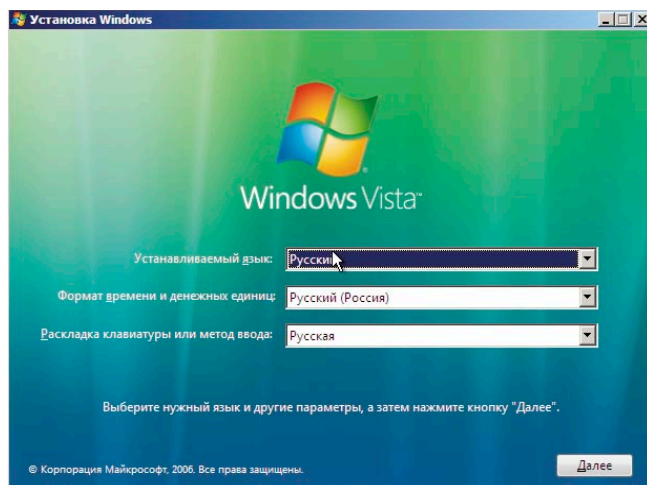 Установка Windows
Windows Vista™
Устанавливаемый язык: Русский
Формат времени и денежных единиц: Русский (Россия)
Раскладка клавиатуры или метод ввода: Русская
Выберите нужный язык и другие параметры, а затем нажмите кнопку "Далее".
© Корпорация Майкрософт, 2006. Все права защищены.
Далее